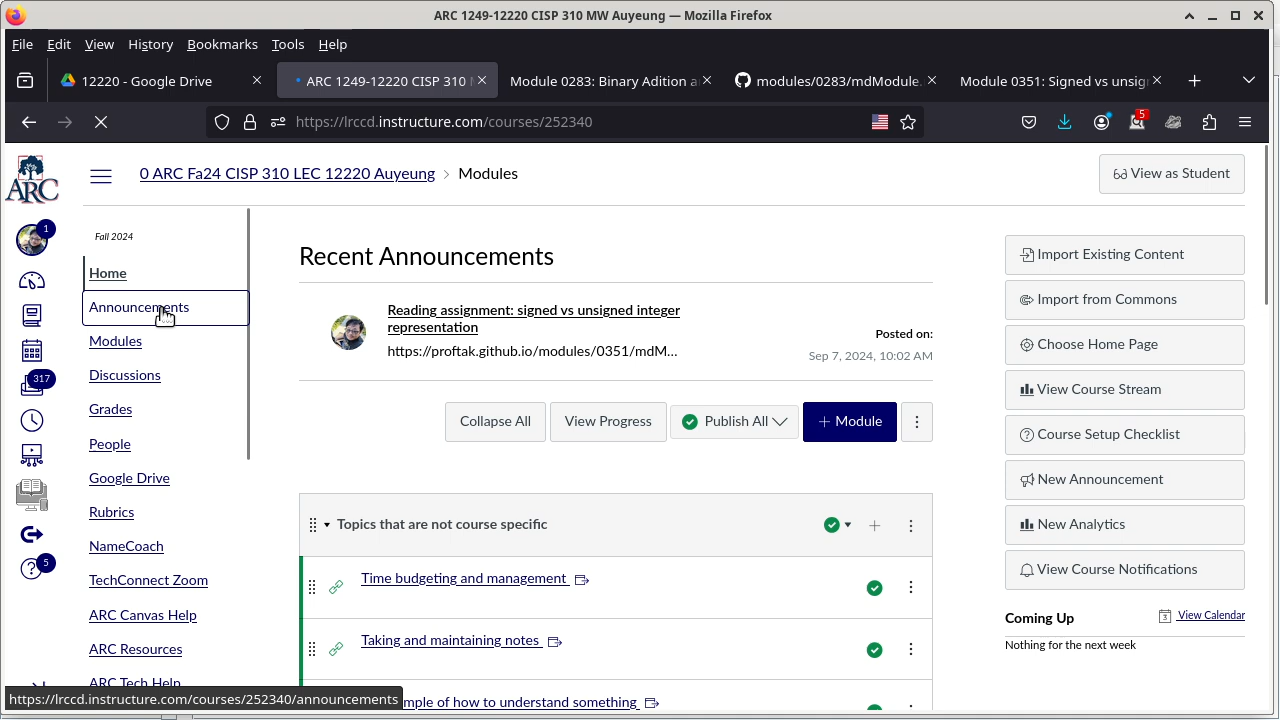 ARC 1249-12220 CISP 310 MW Auyeung — Mozilla Firefox
File Edit View History Bookmarks Tools Help
12220 - Google Drive
ARC 1249-12220 CISP 310
Module 0283: Binary Adition a
modules/0283/mdModule.
Module 0351: Signed vs unsig
https://lrccd.instructure.com/courses/252340
5
ARC
0 ARC Fa24 CISP 310 LEC 12220 Auyeung
Modules
View as Student
1
317
5
Fall 2024
Home
Announcements
Modules
Discussions
Grades
People
Google Drive
Rubrics
NameCoach
TechConnect Zoom
ARC Canvas Help
ARC Resources
ARC Tech Help
Recent Announcements
Reading assignment: signed vs unsigned integer
representation
https://proftak.github.io/modules/0351/mdM...
Posted on:
Sep 7, 2024, 10:02 AM
Collapse All
View Progress
Publish All
+ Module
Topics that are not course specific
Time budgeting and management
Taking and maintaining notes
mple of how to understand something
Import Existing Content
Import from Commons
Choose Home Page
View Course Stream
Course Setup Checklist
New Announcement
New Analytics
View Course Notifications
Coming Up
3 View Calendar
Nothing for the next week
https://lrccd.instructure.com/courses/252340/announcements